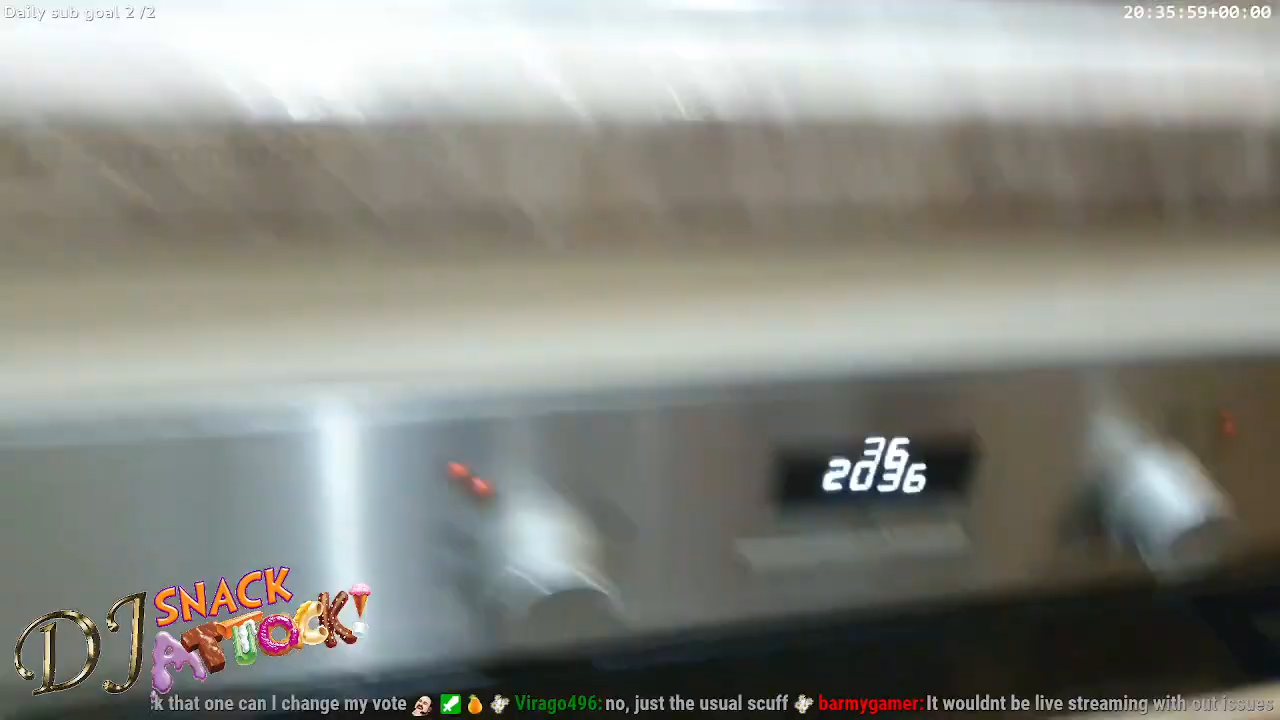 Daily sub goal 2 /2
20:35:59+00:00
36
2036
DJ SNACK
ATTACK!
k that one can I change my vote Virago496: no, just the usual scuff barmygamer: It wouldnt be live streaming with out issues